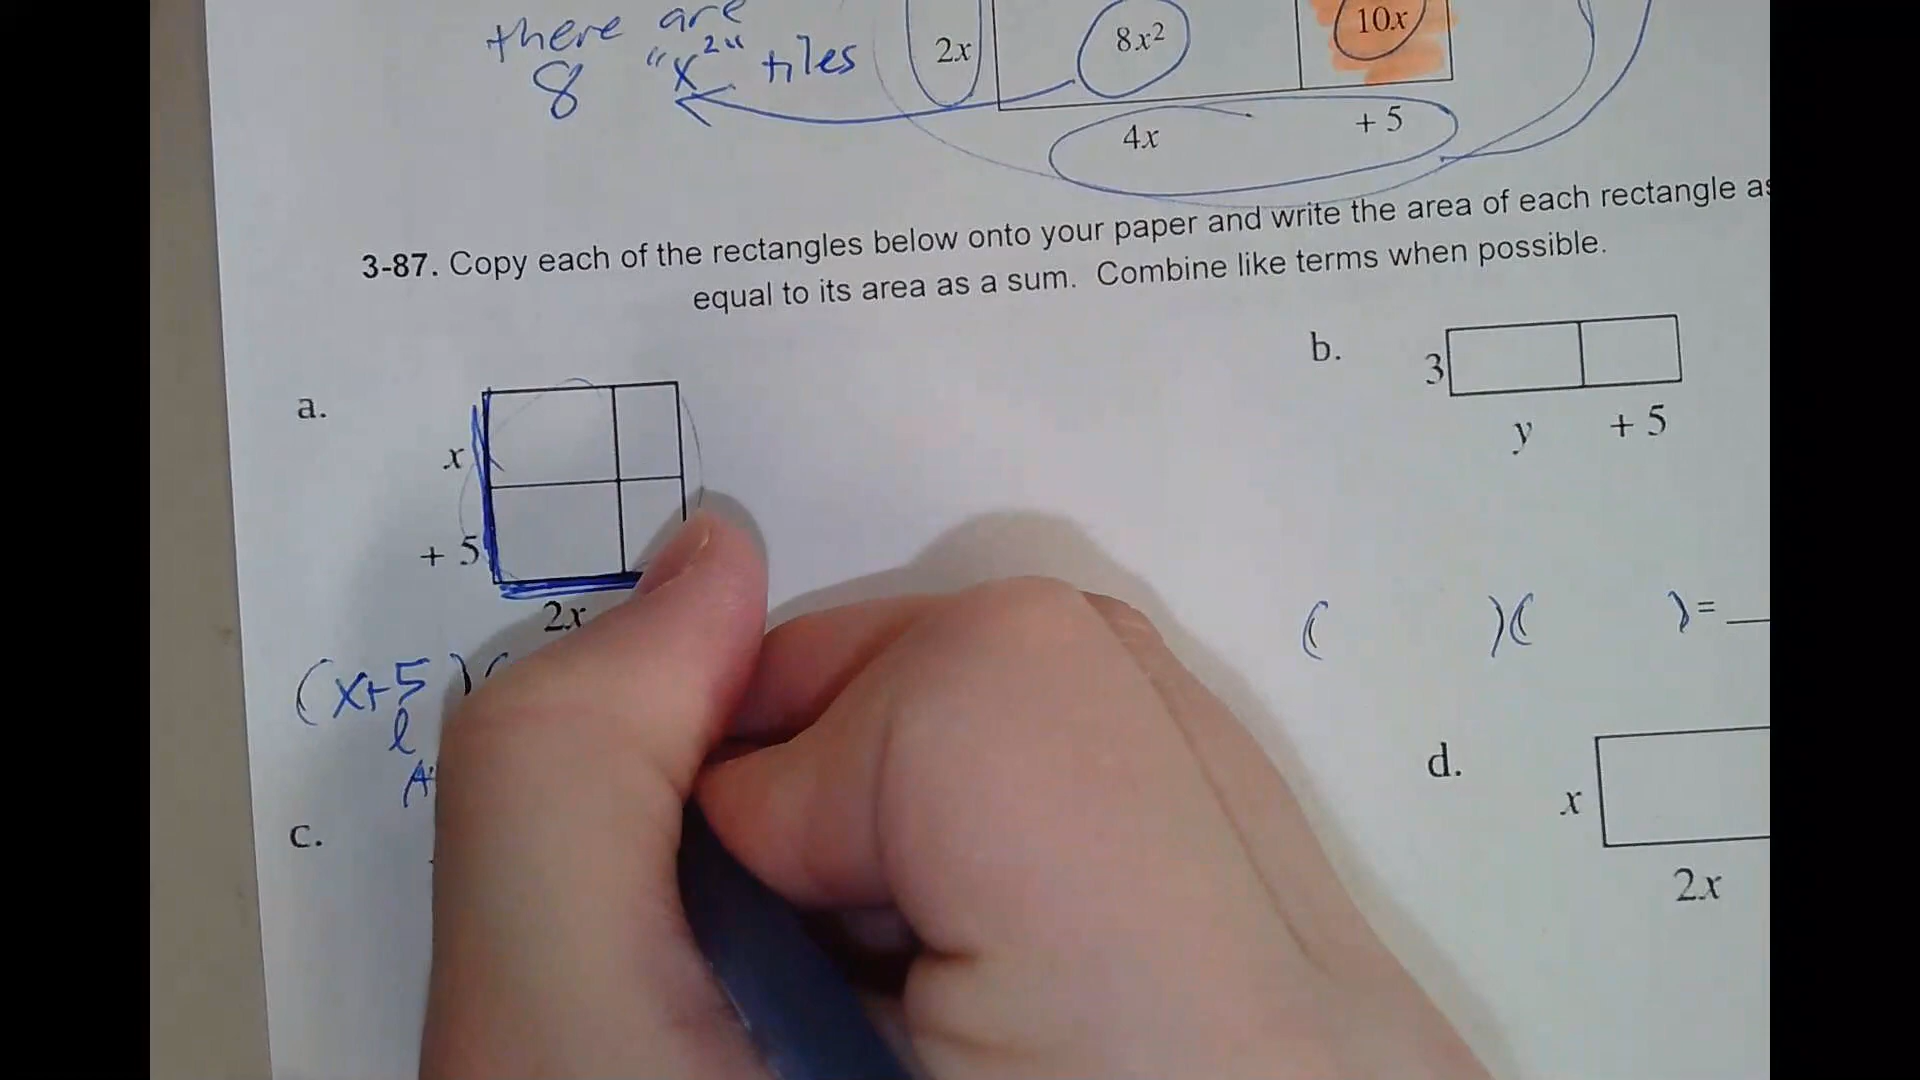 there are
8 "x²" tiles
2x
8x²
10x
4x
+ 5
3-87. Copy each of the rectangles below onto your paper and write the area of each rectangle as
equal to its area as a sum. Combine like terms when possible.
a.
x
+ 5
2x
(x+5)(
l
b.
3
y
+ 5
( )( ) = _
c.
d.
x
2x